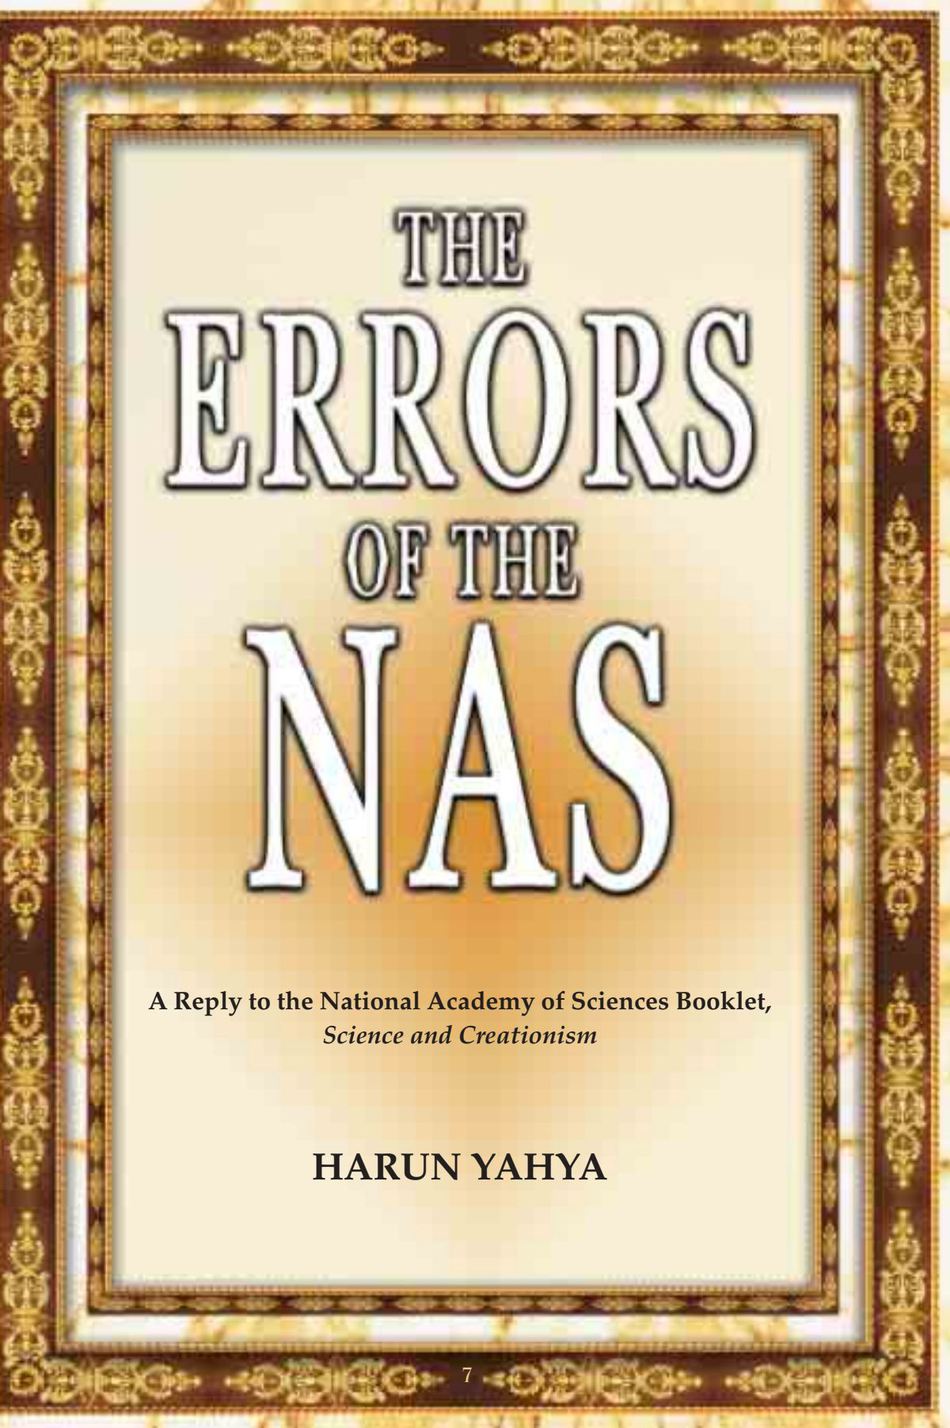 THE
ERRORS
OF THE
NAS
A Reply to the National Academy of Sciences Booklet,
Science and Creationism
HARUN YAHYA
7